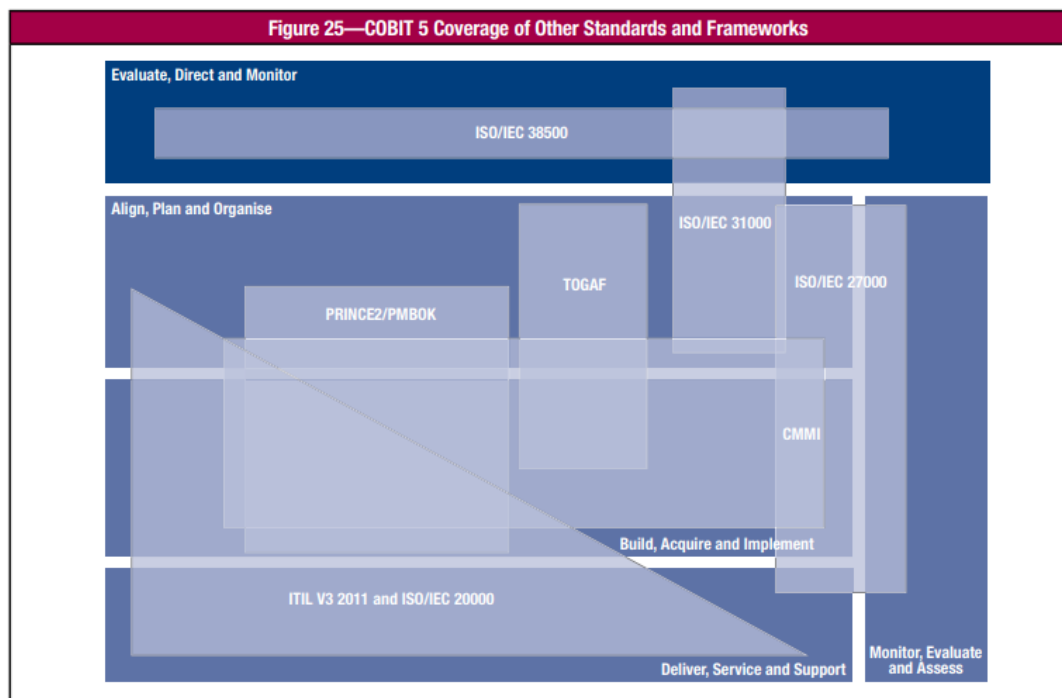 Figure 25—COBIT 5 Coverage of Other Standards and Frameworks
Evaluate, Direct and Monitor
ISO/IEC 38500
Align, Plan and Organise
ISO/IEC 31000
ISO/IEC 27000
TOGAF
PRINCE2/PMBOK
CMMI
Build, Acquire and Implement
ITIL V3 2011 and ISO/IEC 20000
Deliver, Service and Support
Monitor, Evaluate
and Assess